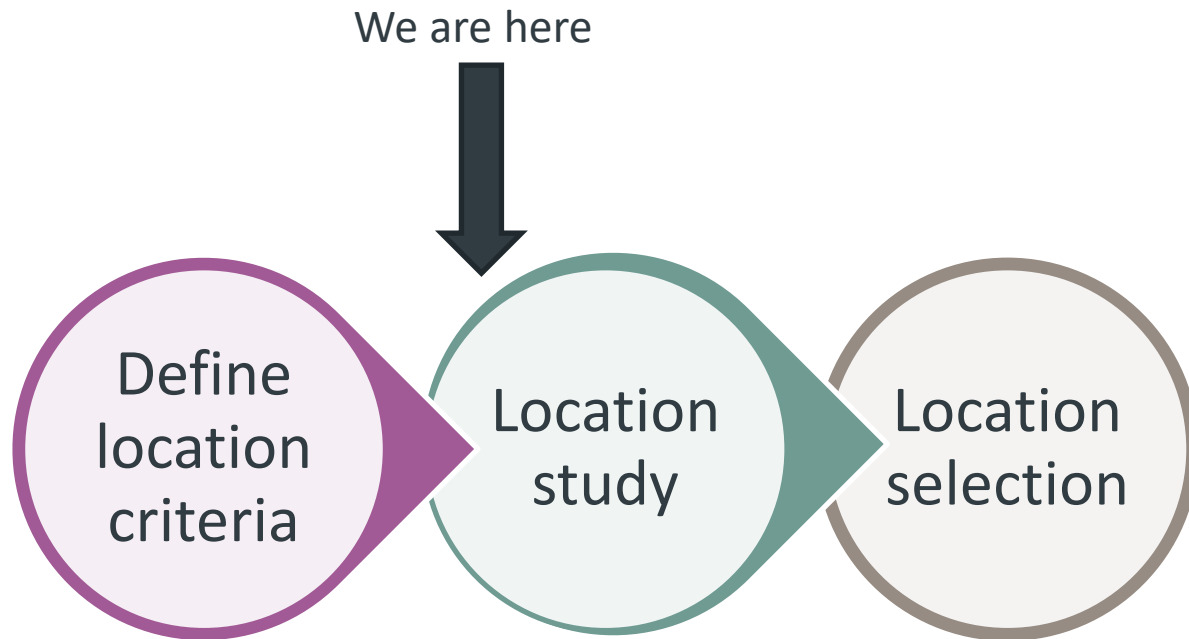 We are here
Define
location
criteria
Location
study
Location
selection